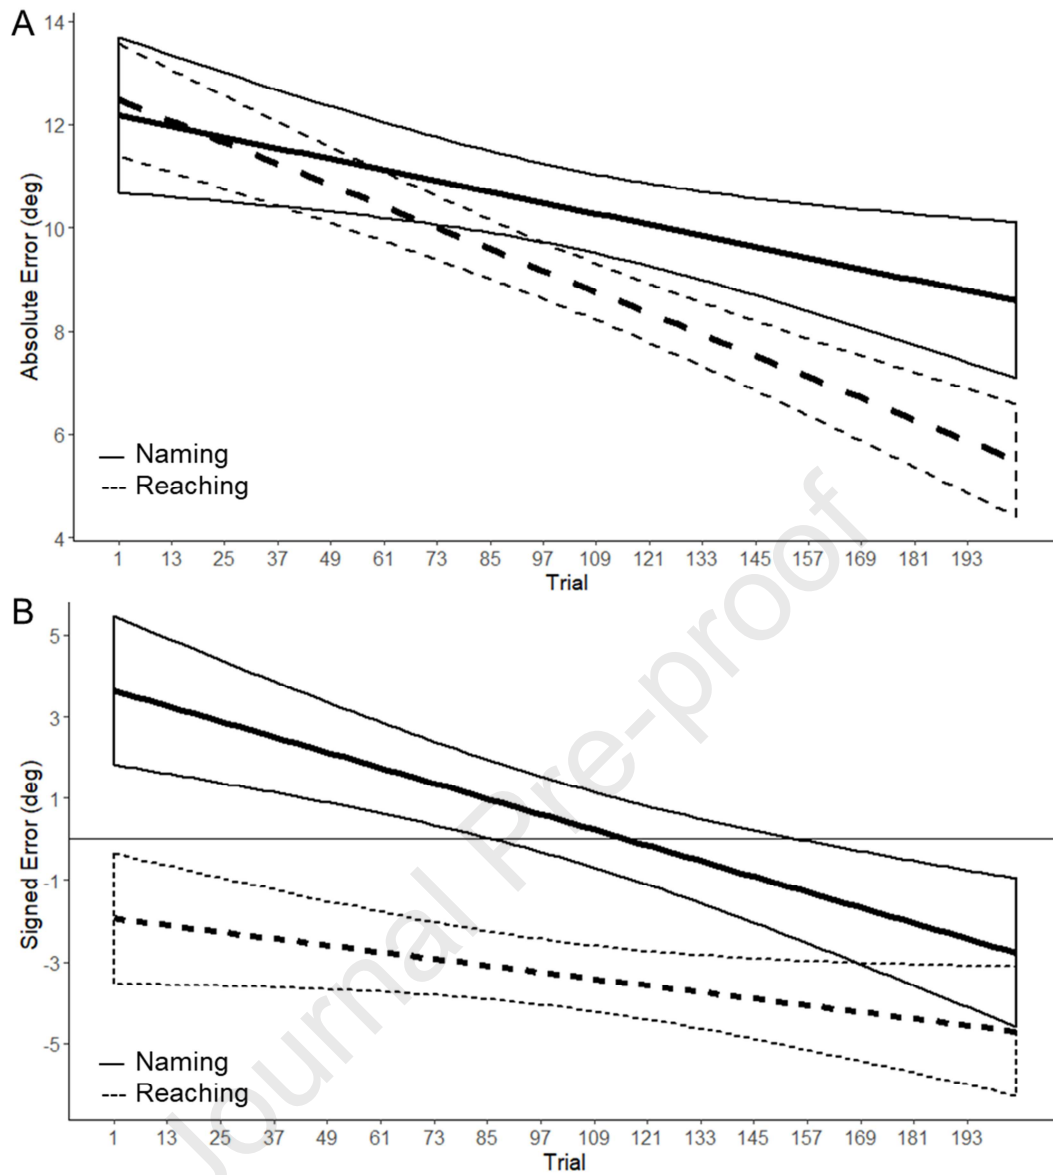 A
14
12
10
8
6
4
Absolute Error (deg)
Naming
Reaching
1 13 25 37 49 61 73 85 97 109 121 133 145 157 169 181 193
Trial
B
5
3
1
-1
-3
-5
Signed Error (deg)
Naming
Reaching
1 13 25 37 49 61 73 85 97 109 121 133 145 157 169 181 193
Trial
Journal Pre-proof